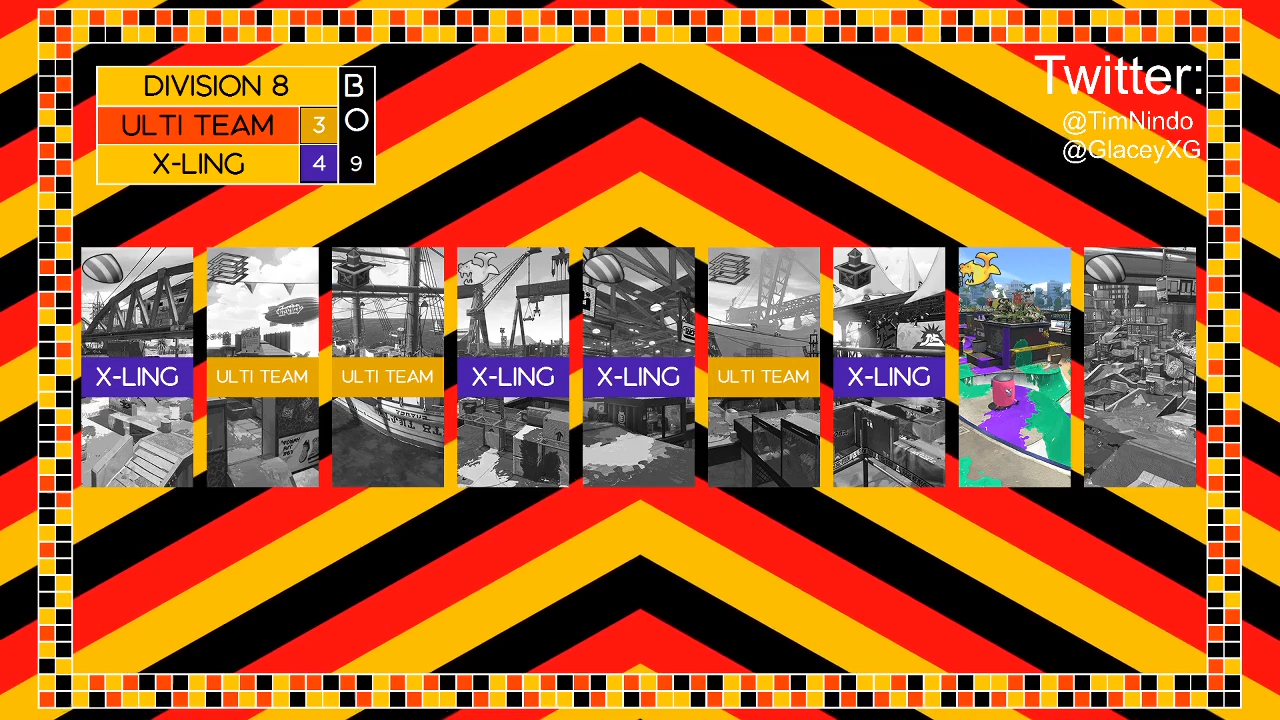 DIVISION 8
ULTI TEAM 3
X-LING 4
BO9
Twitter:
@TimNindo
@GlaceyXG
X-LING
ULTI TEAM
ULTI TEAM
X-LING
X-LING
ULTI TEAM
X-LING